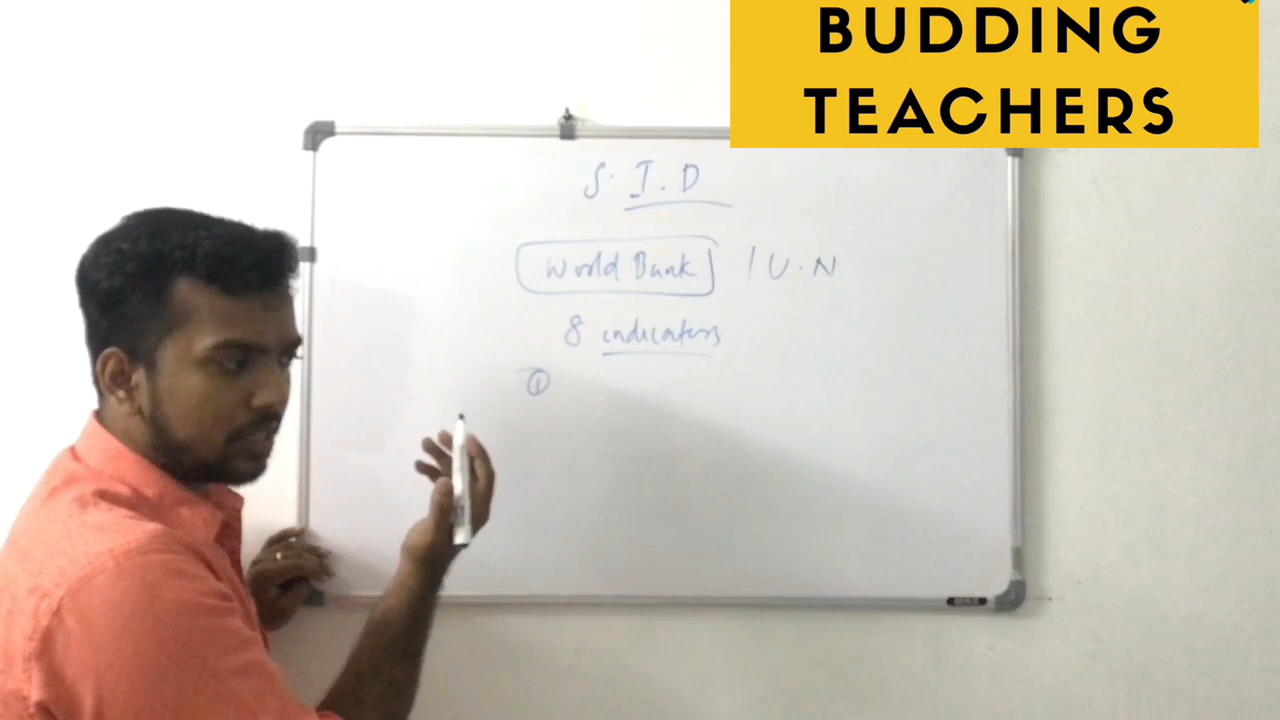 BUDDING
TEACHERS
S. I. D
World Bank / U.N
8 indicators
①